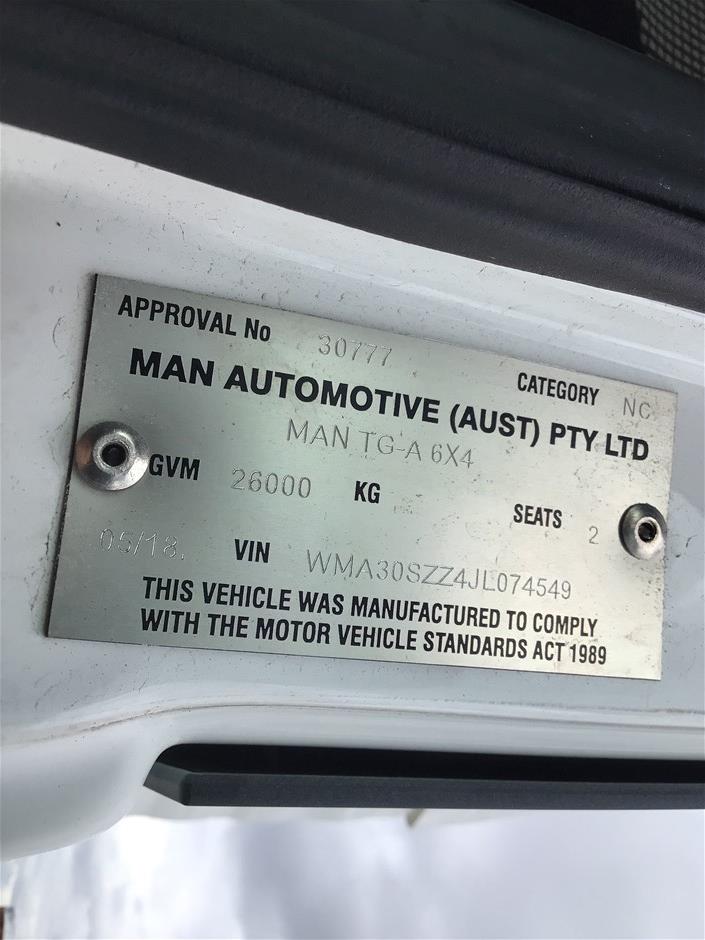 APPROVAL No 30777 CATEGORY NC
MAN AUTOMOTIVE (AUST) PTY LTD
MAN TG-A 6X4
GVM 26000 KG SEATS 2
05/18. VIN WMA30SZZ4JL074549
THIS VEHICLE WAS MANUFACTURED TO COMPLY
WITH THE MOTOR VEHICLE STANDARDS ACT 1989